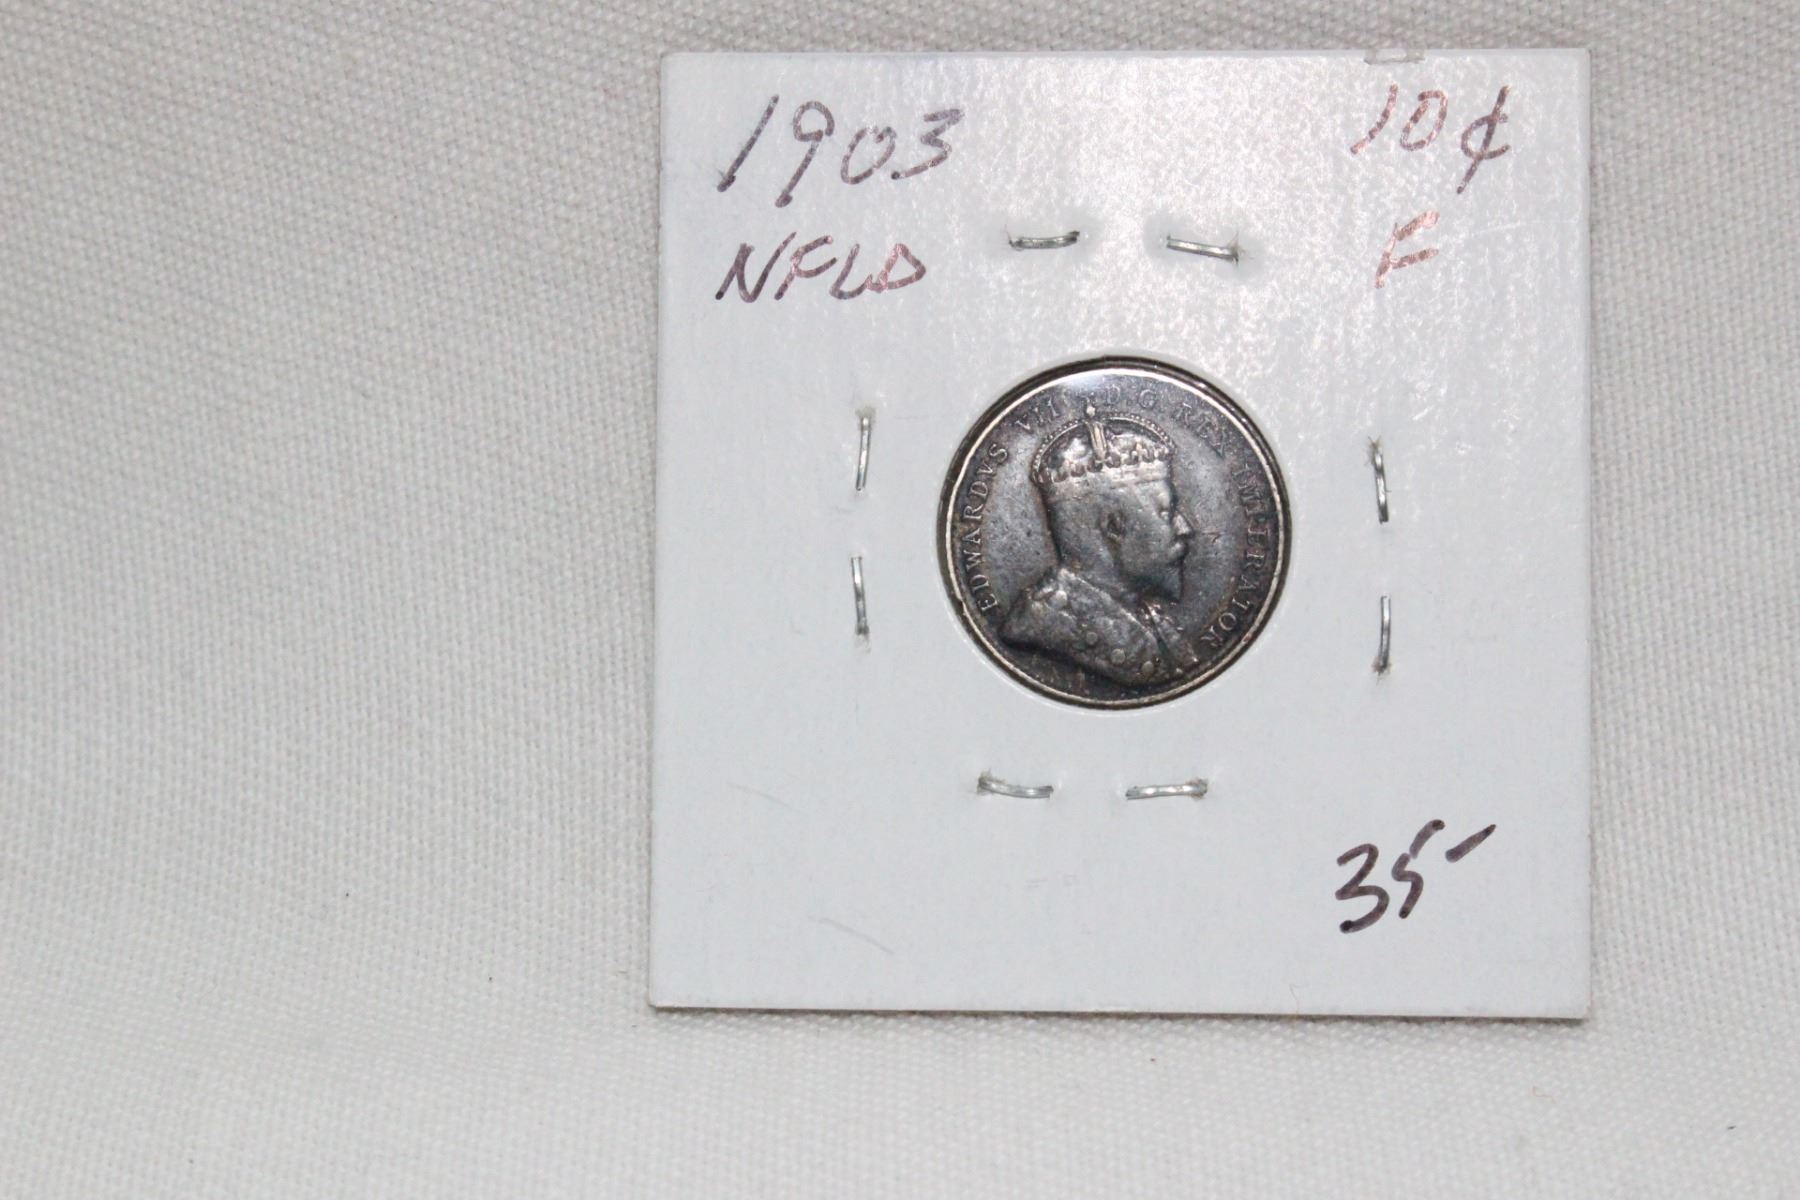 1903 10¢
NFLD F
EDWARDVS VII D.G. REX IMPERATOR
35-